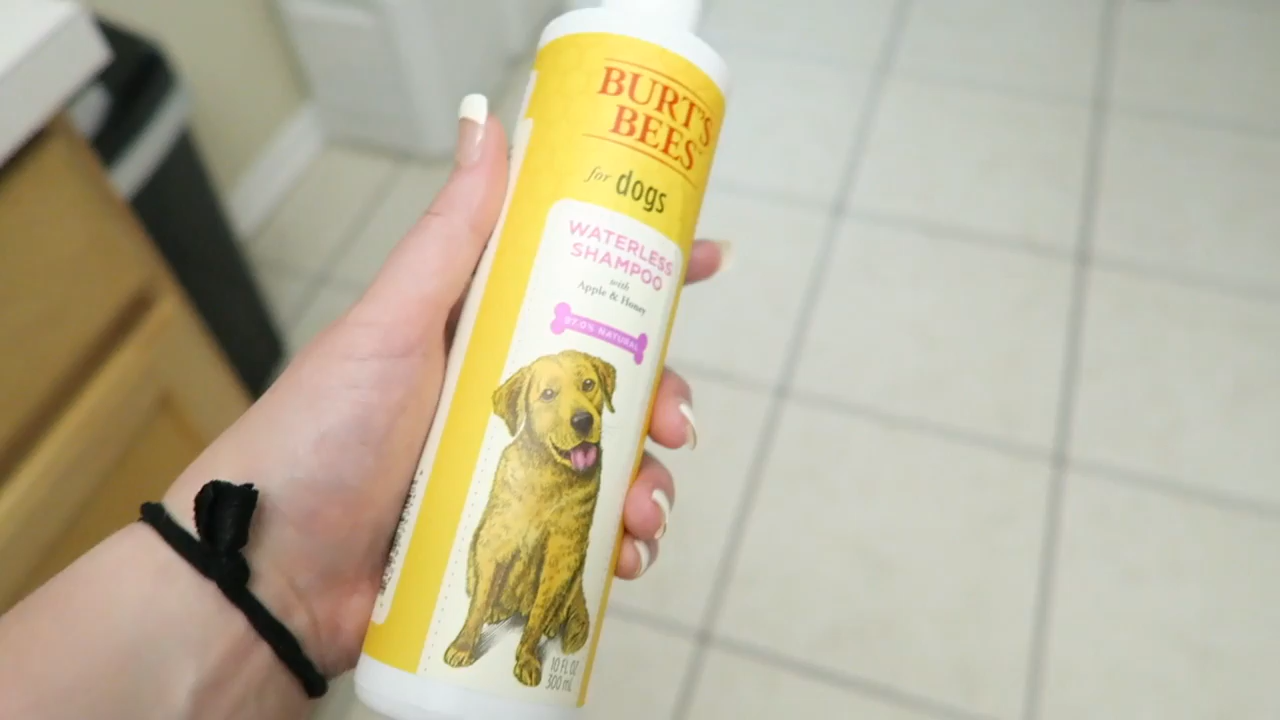 BURT'S
BEES
for dogs
WATERLESS
SHAMPOO
with
Apple & Honey
97.0% NATURAL
10 FL OZ
300 mL